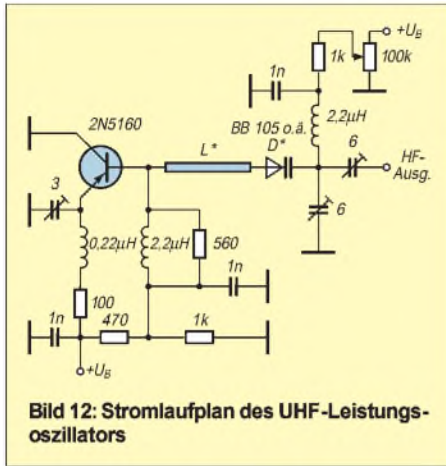 +U_B
1k
100k
1n
2N5160
BB 105 o.ä.
2,2µH
L*
D*
6
HF-
Ausg.
3
6
0,22µH
2,2µH
560
1n
100
1n
470
1k
+U_B
Bild 12: Stromlaufplan des UHF-Leistungs-
oszillators